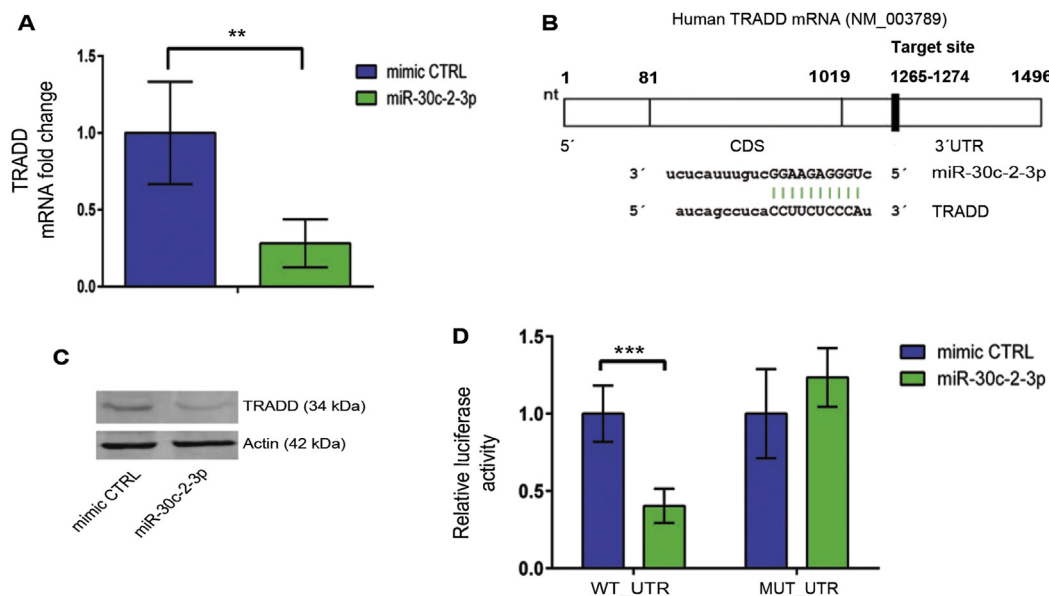 A
**
1.5
1.0
0.5
0.0
TRADD
mRNA fold change
mimic CTRL
miR-30c-2-3p
B
Human TRADD mRNA (NM_003789)
Target site
1 81 1019 1265-1274 1496
nt
5´ CDS 3´UTR
3´ ucucauuugucGGAAGAGGGUc 5´ miR-30c-2-3p
5´ aucagccucaCCUUCUCCCAu 3´ TRADD
C
TRADD (34 kDa)
Actin (42 kDa)
mimic CTRL
miR-30c-2-3p
D
***
1.5
1.0
0.5
0.0
Relative luciferase
activity
mimic CTRL
miR-30c-2-3p
WT_UTR MUT_UTR